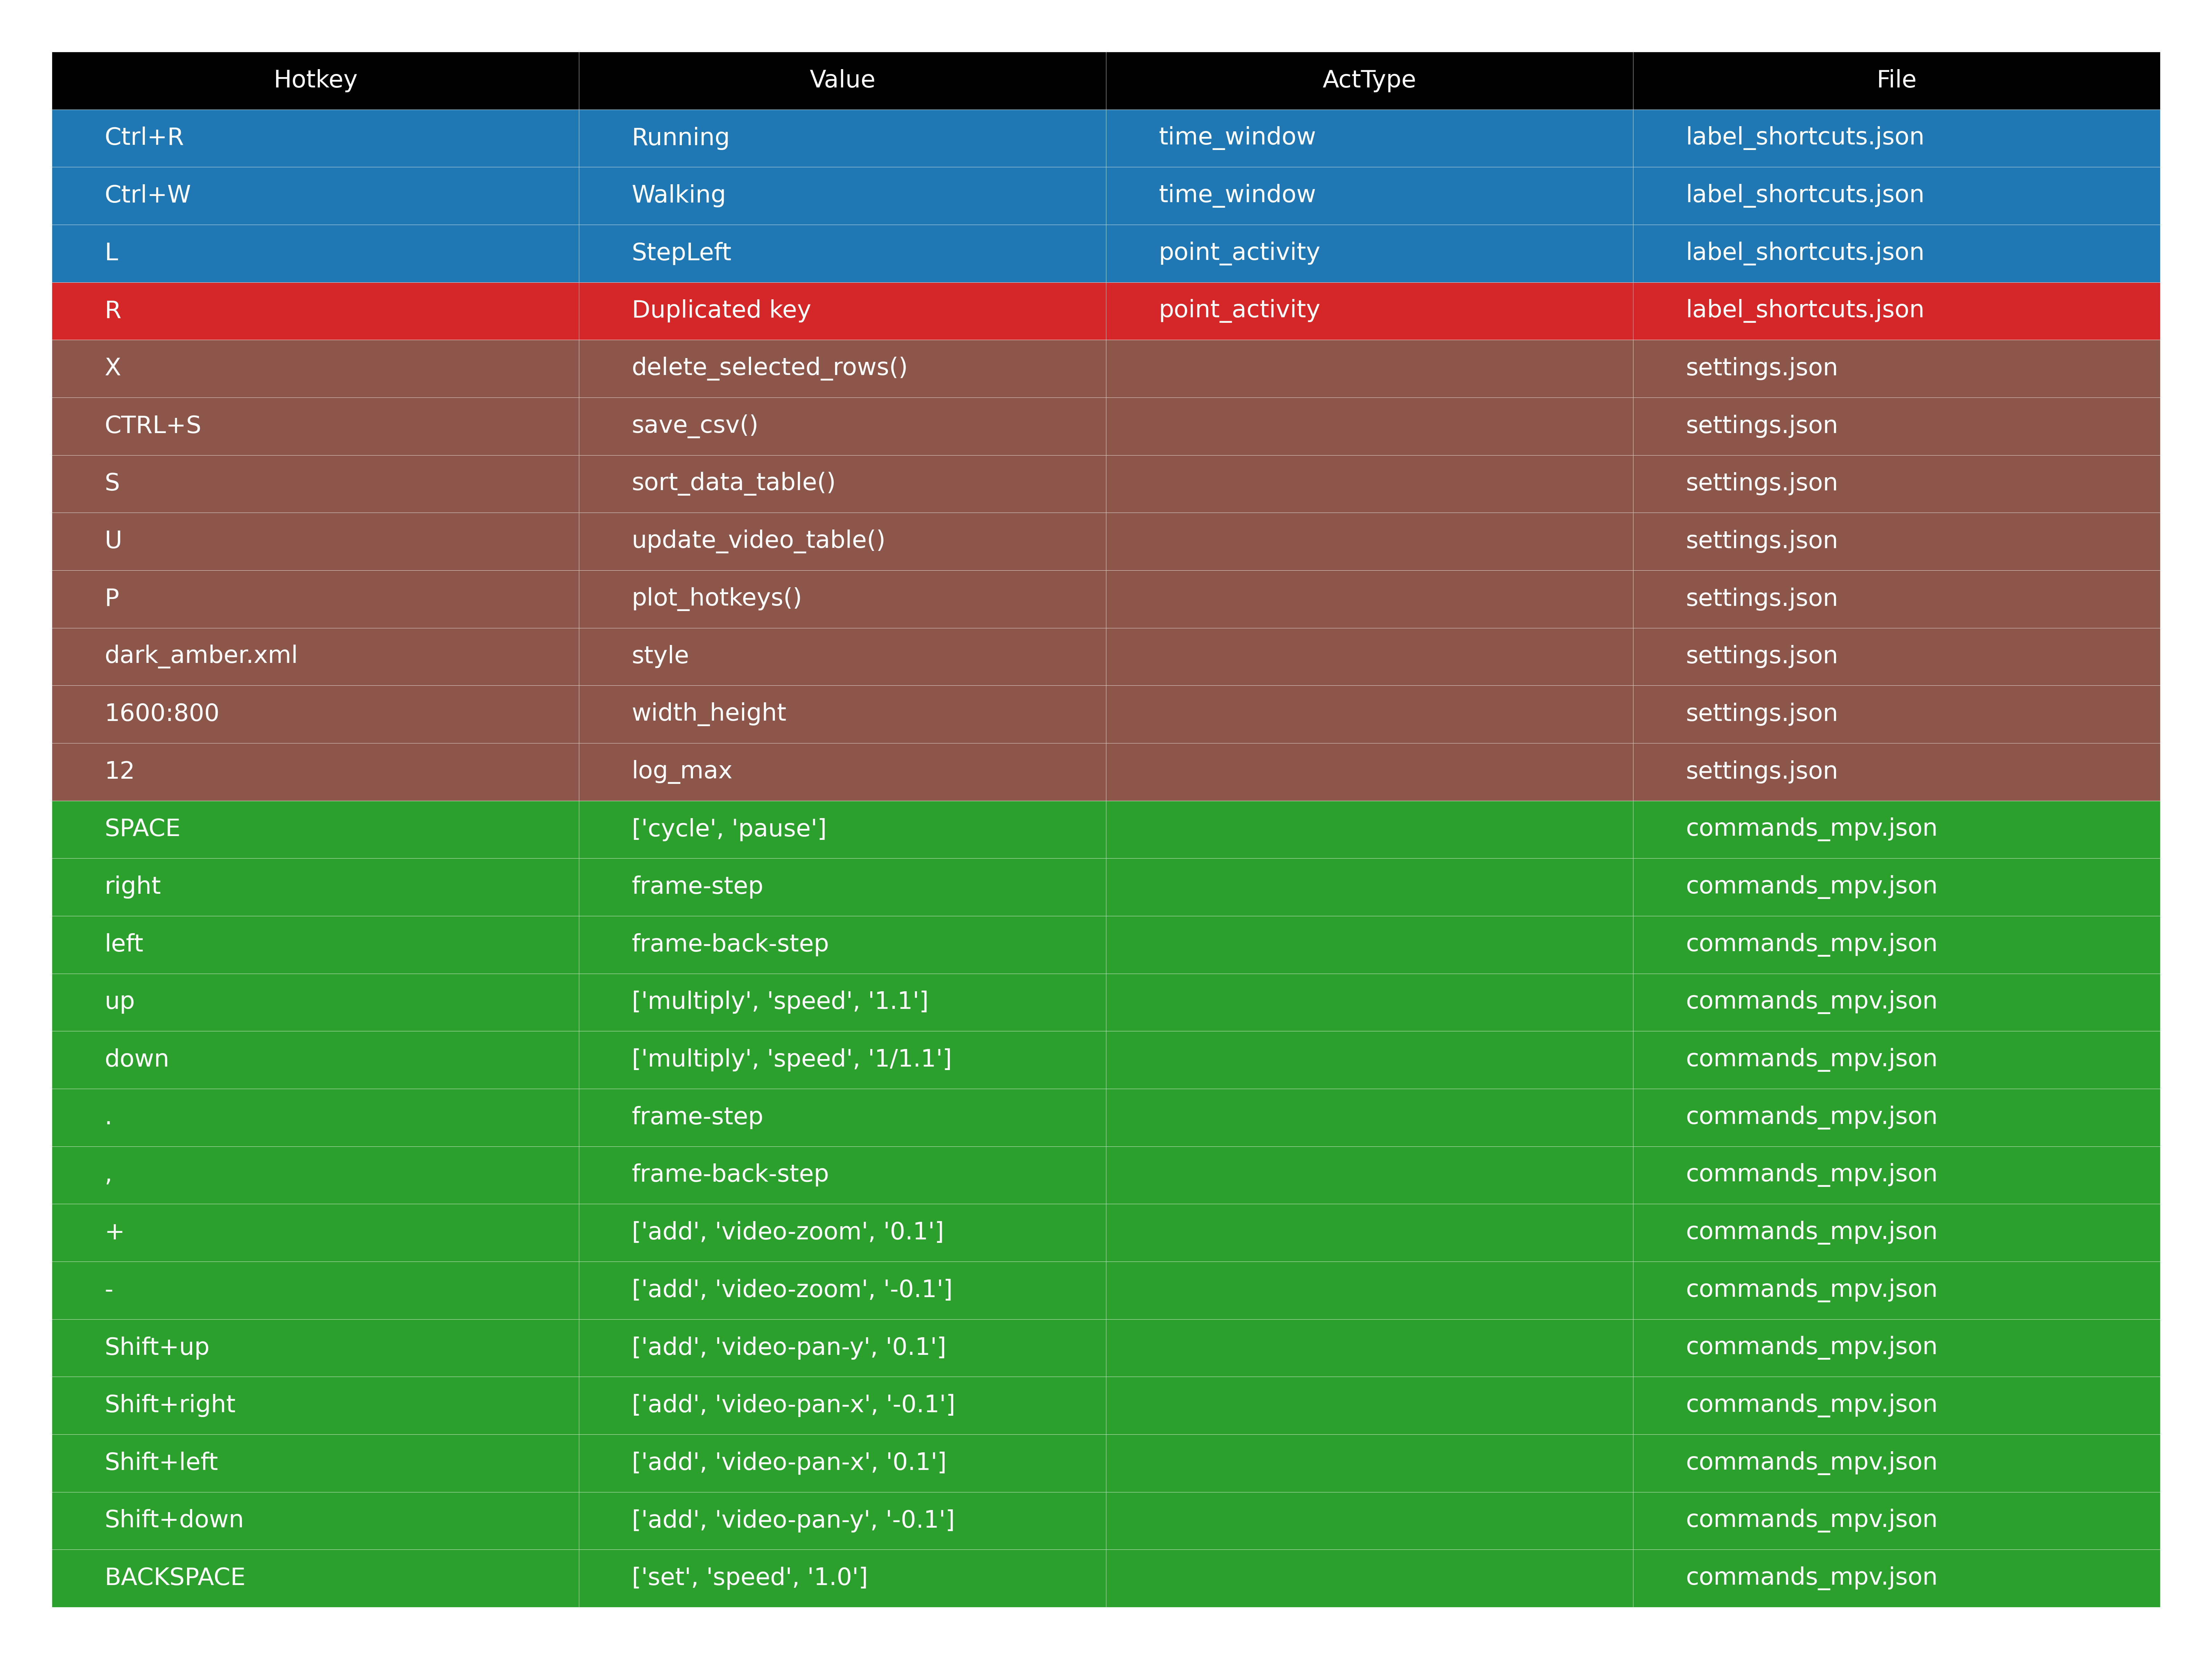 Hotkey Value ActType File
Ctrl+R Running time_window label_shortcuts.json
Ctrl+W Walking time_window label_shortcuts.json
L StepLeft point_activity label_shortcuts.json
R Duplicated key point_activity label_shortcuts.json
X delete_selected_rows() settings.json
CTRL+S save_csv() settings.json
S sort_data_table() settings.json
U update_video_table() settings.json
P plot_hotkeys() settings.json
dark_amber.xml style settings.json
1600:800 width_height settings.json
12 log_max settings.json
SPACE ['cycle', 'pause'] commands_mpv.json
right frame-step commands_mpv.json
left frame-back-step commands_mpv.json
up ['multiply', 'speed', '1.1'] commands_mpv.json
down ['multiply', 'speed', '1/1.1'] commands_mpv.json
. frame-step commands_mpv.json
, frame-back-step commands_mpv.json
+ ['add', 'video-zoom', '0.1'] commands_mpv.json
- ['add', 'video-zoom', '-0.1'] commands_mpv.json
Shift+up ['add', 'video-pan-y', '0.1'] commands_mpv.json
Shift+right ['add', 'video-pan-x', '-0.1'] commands_mpv.json
Shift+left ['add', 'video-pan-x', '0.1'] commands_mpv.json
Shift+down ['add', 'video-pan-y', '-0.1'] commands_mpv.json
BACKSPACE ['set', 'speed', '1.0'] commands_mpv.json